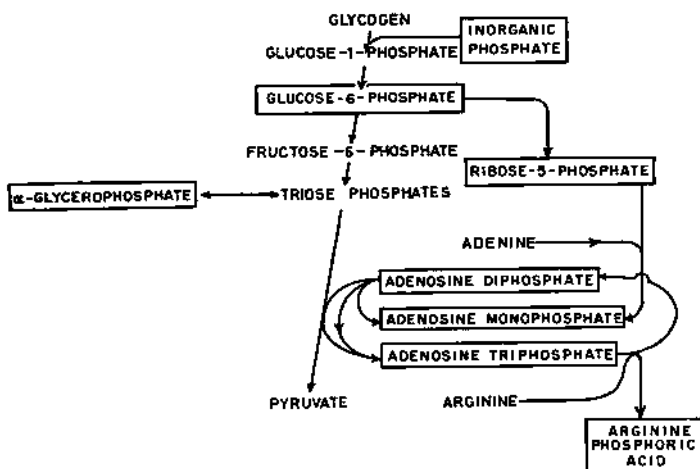 GLYCOGEN
INORGANIC
PHOSPHATE
GLUCOSE-1-PHOSPHATE
GLUCOSE-6-PHOSPHATE
FRUCTOSE-6-PHOSPHATE
RIBOSE-5-PHOSPHATE
α-GLYCEROPHOSPHATE
TRIOSE PHOSPHATES
ADENINE
ADENOSINE DIPHOSPHATE
ADENOSINE MONOPHOSPHATE
ADENOSINE TRIPHOSPHATE
PYRUVATE
ARGININE
ARGININE
PHOSPHORIC
ACID